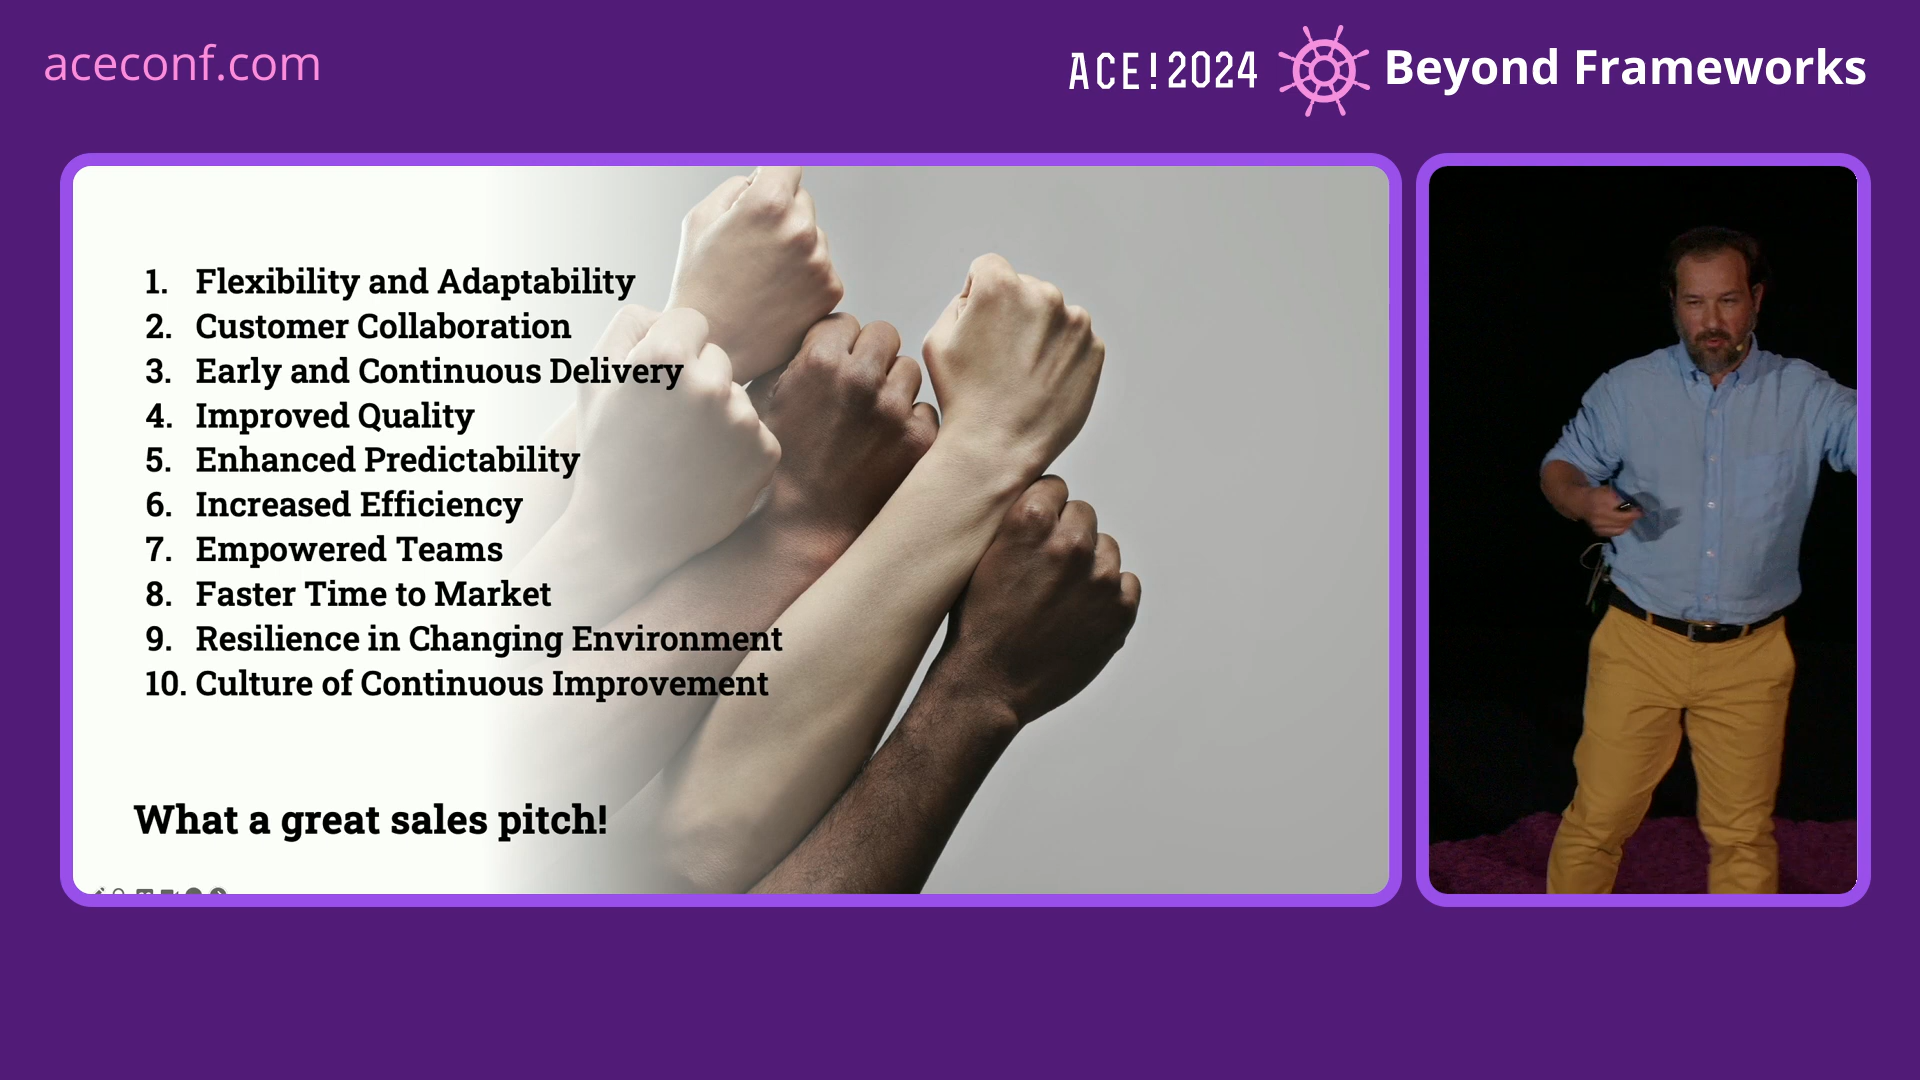 aceconf.com
ACE!2024 Beyond Frameworks
1. Flexibility and Adaptability
2. Customer Collaboration
3. Early and Continuous Delivery
4. Improved Quality
5. Enhanced Predictability
6. Increased Efficiency
7. Empowered Teams
8. Faster Time to Market
9. Resilience in Changing Environment
10. Culture of Continuous Improvement
What a great sales pitch!